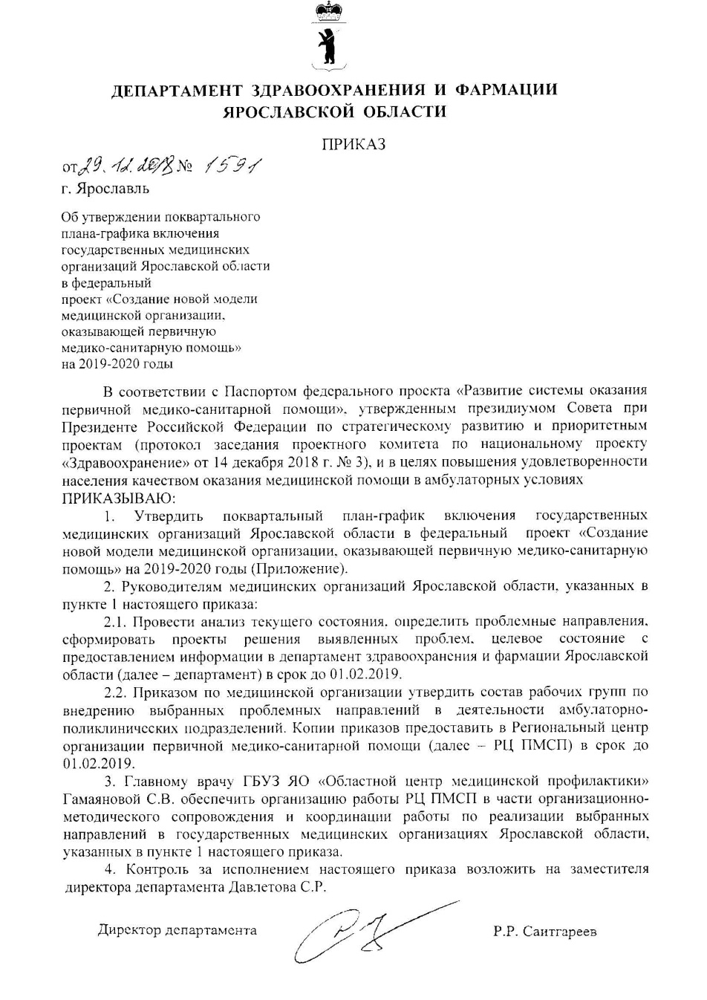 ДЕПАРТАМЕНТ ЗДРАВООХРАНЕНИЯ И ФАРМАЦИИ
ЯРОСЛАВСКОЙ ОБЛАСТИ
ПРИКАЗ
от 29.12.2018 № 1591
г. Ярославль
Об утверждении поквартального
плана-графика включения
государственных медицинских
организаций Ярославской области
в федеральный
проект «Создание новой модели
медицинской организации,
оказывающей первичную
медико-санитарную помощь»
на 2019-2020 годы
В соответствии с Паспортом федерального проекта «Развитие системы оказания
первичной медико-санитарной помощи», утвержденным президиумом Совета при
Президенте Российской Федерации по стратегическому развитию и приоритетным
проектам (протокол заседания проектного комитета по национальному проекту
«Здравоохранение» от 14 декабря 2018 г. № 3), и в целях повышения удовлетворенности
населения качеством оказания медицинской помощи в амбулаторных условиях
ПРИКАЗЫВАЮ:
1. Утвердить поквартальный план-график включения государственных
медицинских организаций Ярославской области в федеральный проект «Создание
новой модели медицинской организации, оказывающей первичную медико-санитарную
помощь» на 2019-2020 годы (Приложение).
2. Руководителям медицинских организаций Ярославской области, указанных в
пункте 1 настоящего приказа:
2.1. Провести анализ текущего состояния, определить проблемные направления,
сформировать проекты решения выявленных проблем, целевое состояние с
предоставлением информации в департамент здравоохранения и фармации Ярославской
области (далее – департамент) в срок до 01.02.2019.
2.2. Приказом по медицинской организации утвердить состав рабочих групп по
внедрению выбранных проблемных направлений в деятельности амбулаторно-
поликлинических подразделений. Копии приказов предоставить в Региональный центр
организации первичной медико-санитарной помощи (далее – РЦ ПМСП) в срок до
01.02.2019.
3. Главному врачу ГБУЗ ЯО «Областной центр медицинской профилактики»
Гамаяновой С.В. обеспечить организацию работы РЦ ПМСП в части организационно-
методического сопровождения и координации работы по реализации выбранных
направлений в государственных медицинских организациях Ярославской области,
указанных в пункте 1 настоящего приказа.
4. Контроль за исполнением настоящего приказа возложить на заместителя
директора департамента Давлетова С.Р.
Директор департамента Р.Р. Саитгареев